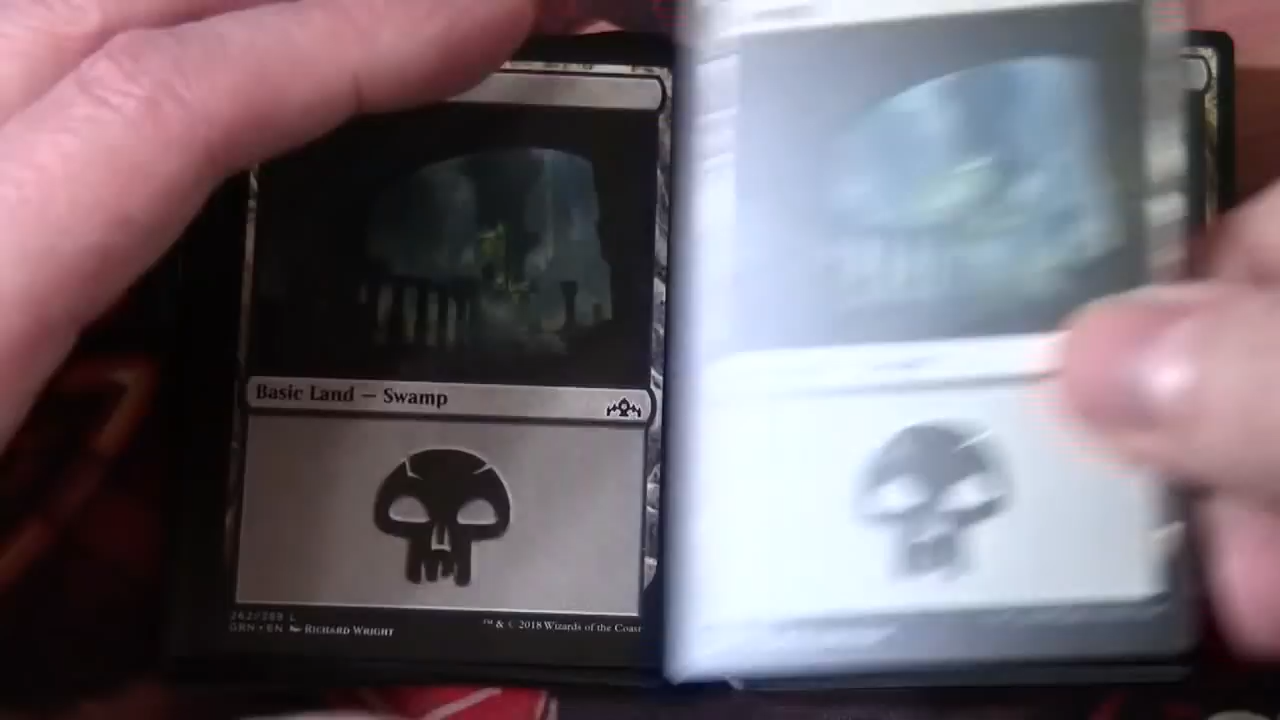 Basic Land — Swamp
262/259 L
GRN • EN RICHARD WRIGHT
™ & © 2018 Wizards of the Coast